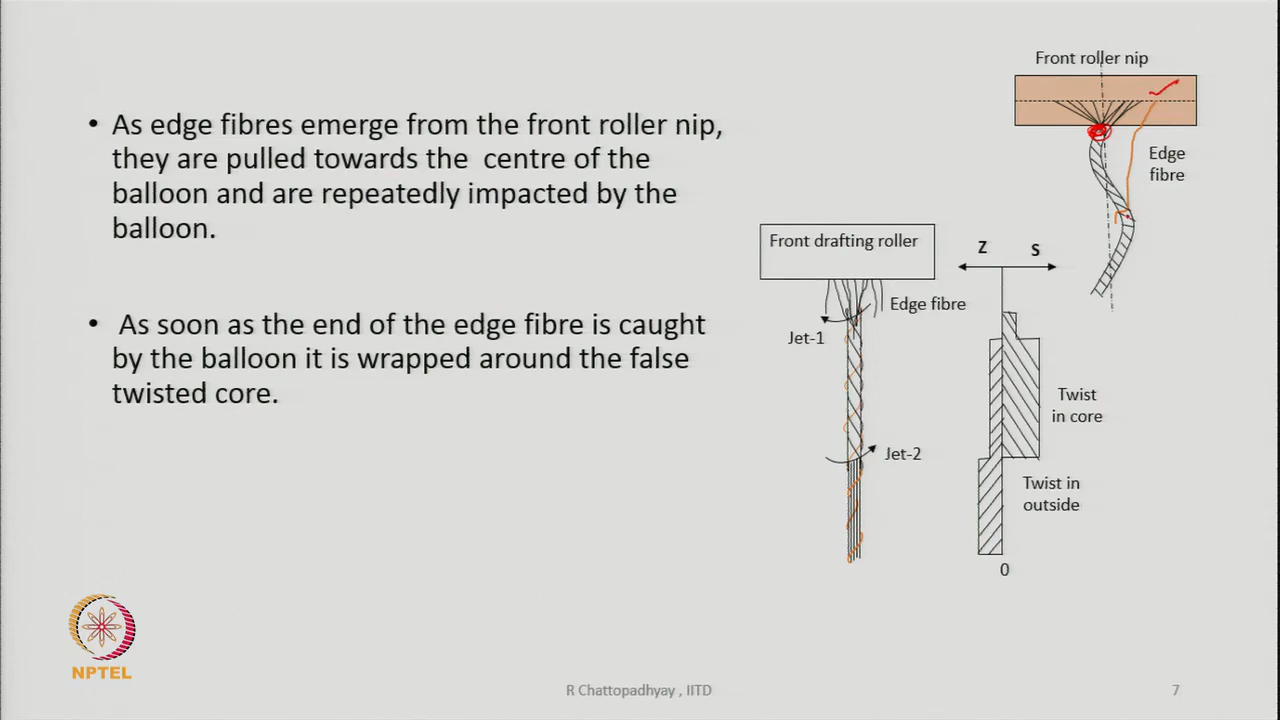 • As edge fibres emerge from the front roller nip,
they are pulled towards the centre of the
balloon and are repeatedly impacted by the
balloon.
• As soon as the end of the edge fibre is caught
by the balloon it is wrapped around the false
twisted core.
Front roller nip
Edge
fibre
Front drafting roller
Z
S
Edge fibre
Jet-1
Twist
in core
Jet-2
Twist in
outside
0
NPTEL
R Chattopadhyay , IITD
7